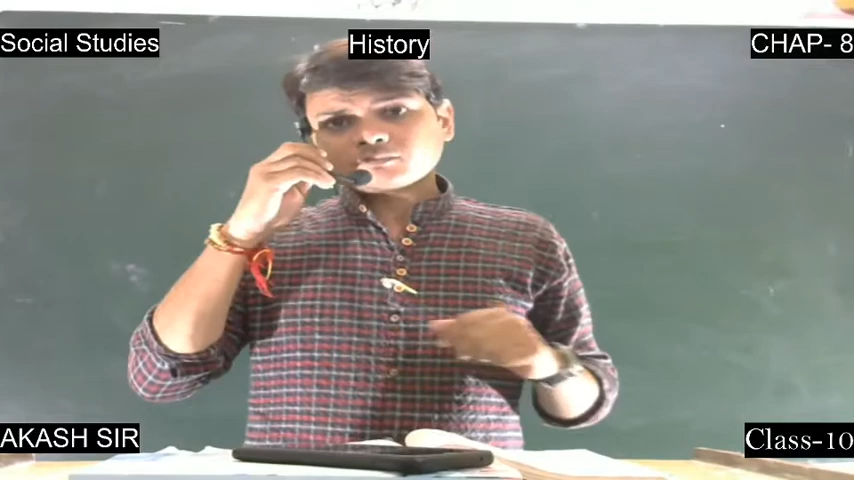 Social Studies
History
CHAP- 8
AKASH SIR
Class-10